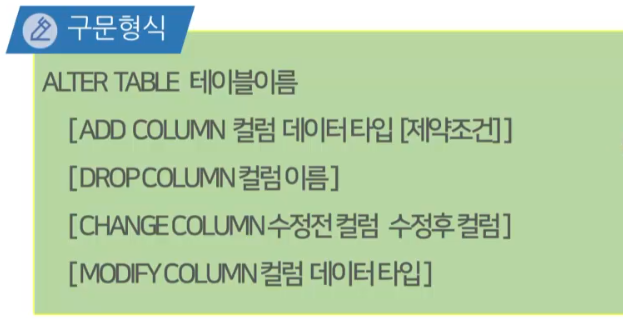 구문형식
ALTER TABLE 테이블이름
[ADD COLUMN 컬럼 데이터타입 [제약조건]]
[DROP COLUMN 컬럼이름]
[CHANGE COLUMN 수정전 컬럼 수정후 컬럼]
[MODIFY COLUMN 컬럼 데이터타입]